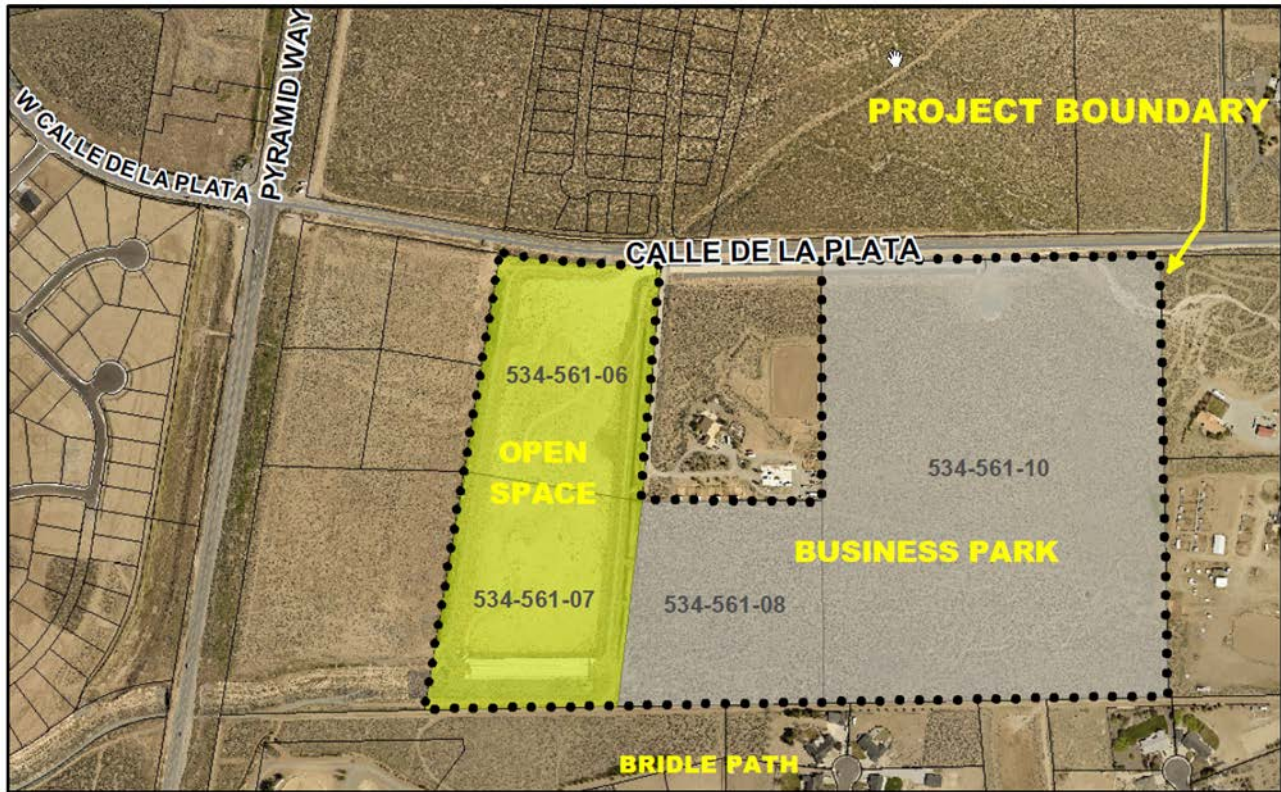 PROJECT BOUNDARY
W CALLE DE LA PLATA
PYRAMID WAY
CALLE DE LA PLATA
534-561-06
OPEN
SPACE
534-561-10
BUSINESS PARK
534-561-07
534-561-08
BRIDLE PATH